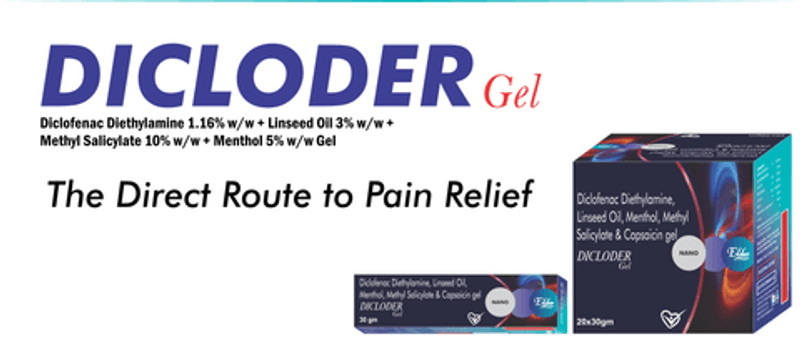 DICLODER Gel
Diclofenac Diethylamine 1.16% w/w + Linseed Oil 3% w/w +
Methyl Salicylate 10% w/w + Menthol 5% w/w Gel
The Direct Route to Pain Relief
Diclofenac Diethylamine,
Linseed Oil, Menthol, Methyl
Salicylate & Capsaicin gel
DICLODER
Gel
NANO
Elder
20x30gm
Diclofenac Diethylamine, Linseed Oil,
Menthol, Methyl Salicylate & Capsaicin gel
DICLODER
Gel
NANO
Elder
30 gm